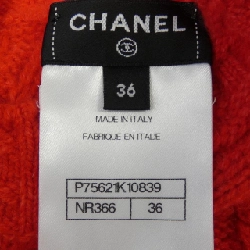 CHANEL
36
MADE IN ITALY
FABRIQUE EN ITALIE
P75621K10839
NR366 36